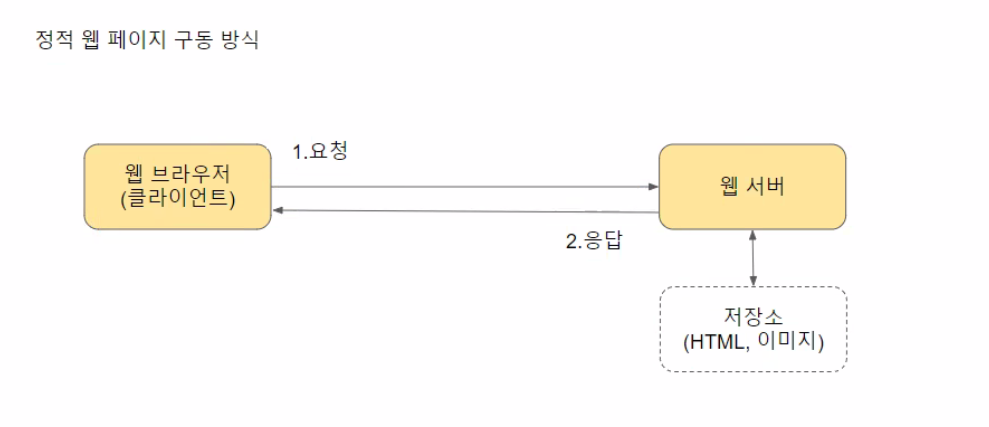 정적 웹 페이지 구동 방식
1.요청
웹 브라우저
(클라이언트)
웹 서버
2.응답
저장소
(HTML, 이미지)